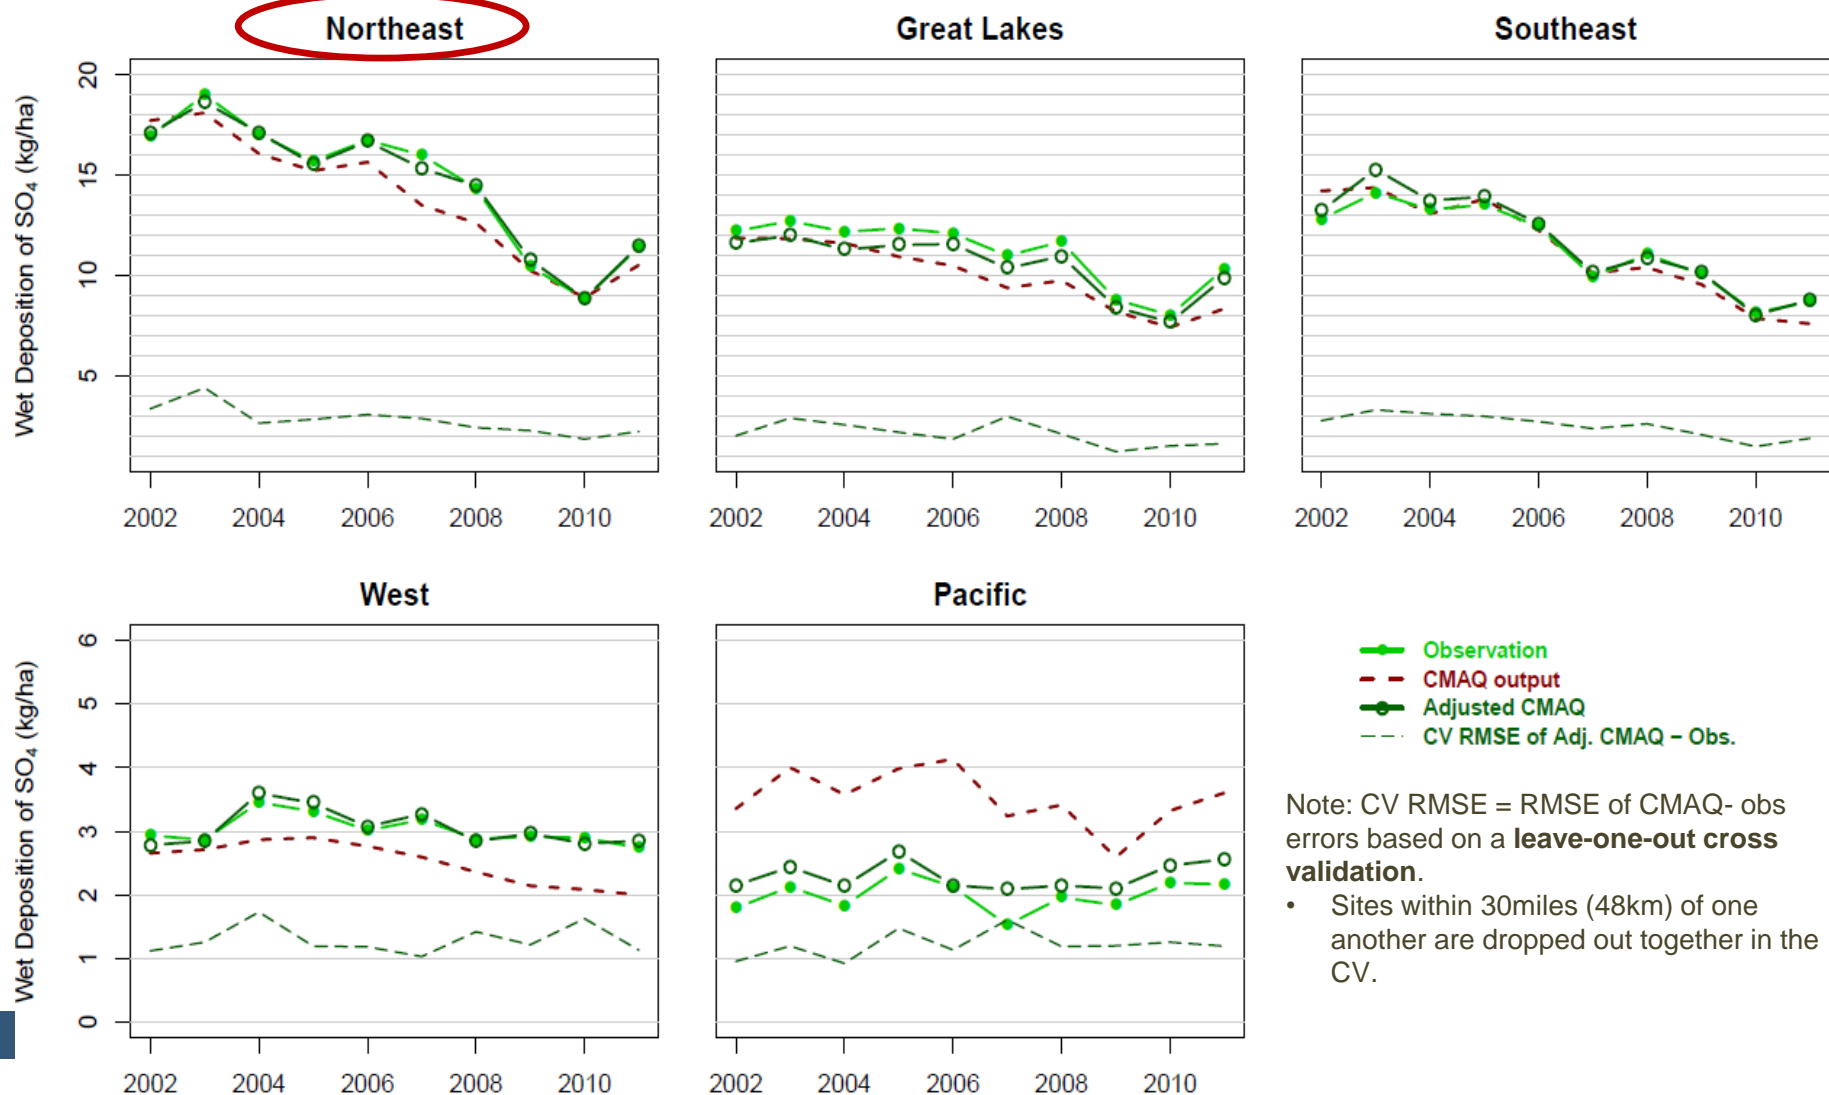 Northeast
Great Lakes
Southeast
Wet Deposition of SO₄ (kg/ha)
20
15
10
5
2002 2004 2006 2008 2010
2002 2004 2006 2008 2010
2002 2004 2006 2008 2010
West
Pacific
Wet Deposition of SO₄ (kg/ha)
6
5
4
3
2
1
0
2002 2004 2006 2008 2010
2002 2004 2006 2008 2010
Observation
CMAQ output
Adjusted CMAQ
CV RMSE of Adj. CMAQ − Obs.
Note: CV RMSE = RMSE of CMAQ- obs
errors based on a leave-one-out cross
validation.
• Sites within 30miles (48km) of one
another are dropped out together in the
CV.